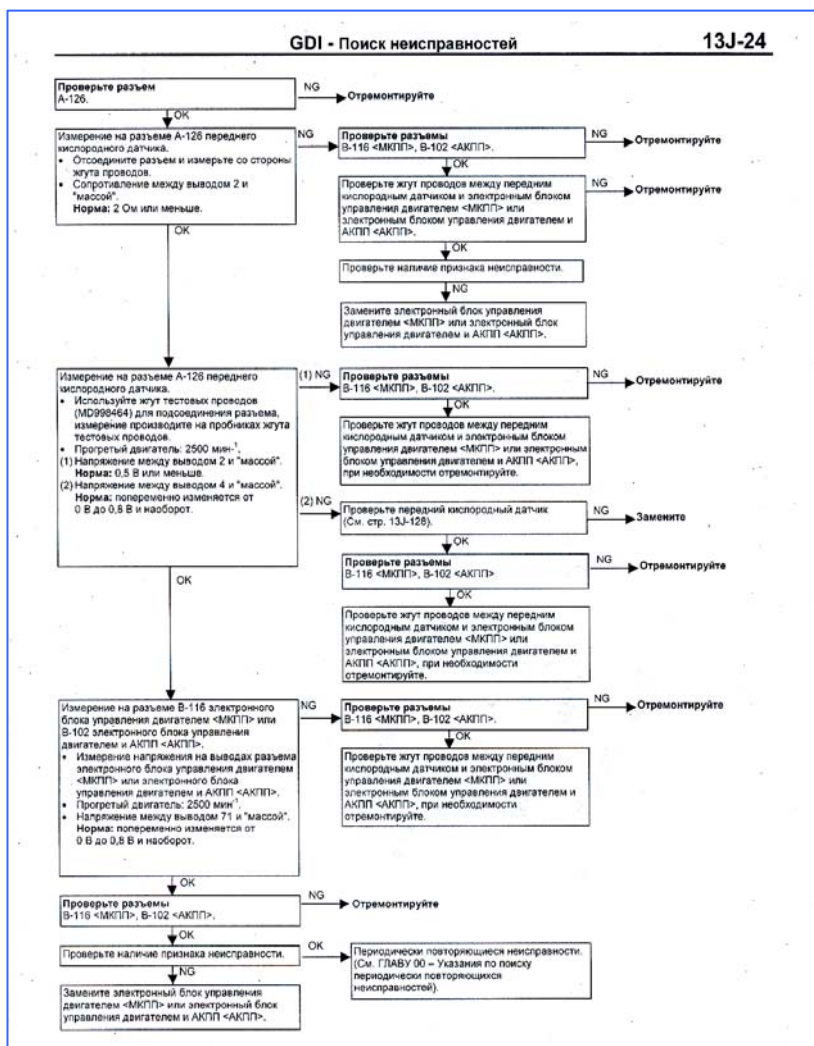 GDI - Поиск неисправностей
13J-24
Проверьте разъем
A-126.
NG
Отремонтируйте
OK
Измерение на разъеме A-126 переднего
кислородного датчика.
• Отсоедините разъем и измерьте со стороны
жгута проводов.
• Сопротивление между выводом 2 и
"массой".
Норма: 2 Ом или меньше.
NG
Проверьте разъемы
B-116 <МКПП>, B-102 <АКПП>.
NG
Отремонтируйте
OK
Проверьте жгут проводов между передним
кислородным датчиком и электронным блоком
управления двигателем <МКПП> или
электронным блоком управления двигателем и
АКПП <АКПП>.
NG
Отремонтируйте
OK
Проверьте наличие признака неисправности.
NG
Замените электронный блок управления
двигателем <МКПП> или электронный блок
управления двигателем и АКПП <АКПП>.
OK
Измерение на разъеме A-126 переднего
кислородного датчика.
• Используйте жгут тестовых проводов
(MD998464) для подсоединения разъема,
измерение производите на пробниках жгута
тестовых проводов.
• Прогретый двигатель: 2500 мин-1.
(1) Напряжение между выводом 2 и "массой".
Норма: 0,5 В или меньше.
(2) Напряжение между выводом 4 и "массой".
Норма: попеременно изменяется от
0 В до 0,8 В и наоборот.
(1) NG
Проверьте разъемы
B-116 <МКПП>, B-102 <АКПП>.
NG
Отремонтируйте
OK
Проверьте жгут проводов между передним
кислородным датчиком и электронным блоком
управления двигателем <МКПП> или электронным
блоком управления двигателем и АКПП <АКПП>,
при необходимости отремонтируйте.
(2) NG
Проверьте передний кислородный датчик
(См. стр. 13J-128).
NG
Замените
OK
Проверьте разъемы
B-116 <МКПП>, B-102 <АКПП>
NG
Отремонтируйте
OK
Проверьте жгут проводов между передним
кислородным датчиком и электронным блоком
управления двигателем <МКПП> или
электронным блоком управления двигателем и
АКПП <АКПП>, при необходимости
отремонтируйте.
OK
Измерение на разъеме B-116 электронного
блока управления двигателем <МКПП> или
B-102 электронного блока управления
двигателем и АКПП <АКПП>.
• Измерение напряжения на выводах разъема
электронного блока управления двигателем
<МКПП> или электронного блока
управления двигателем и АКПП <АКПП>.
• Прогретый двигатель: 2500 мин-1.
• Напряжение между выводом 71 и "массой".
Норма: попеременно изменяется от
0 В до 0,8 В и наоборот.
NG
Проверьте разъемы
B-116 <МКПП>, B-102 <АКПП>.
NG
Отремонтируйте
OK
Проверьте жгут проводов между передним
кислородным датчиком и электронным блоком
управления двигателем <МКПП> или
электронным блоком управления двигателем и
АКПП <АКПП>, при необходимости
отремонтируйте.
OK
Проверьте разъемы
B-116 <МКПП>, B-102 <АКПП>.
NG
Отремонтируйте
OK
Проверьте наличие признака неисправности.
OK
Периодически повторяющиеся неисправности.
(См. ГЛАВУ 00 – Указания по поиску
периодически повторяющихся
неисправностей).
NG
Замените электронный блок управления
двигателем <МКПП> или электронный блок
управления двигателем и АКПП <АКПП>.